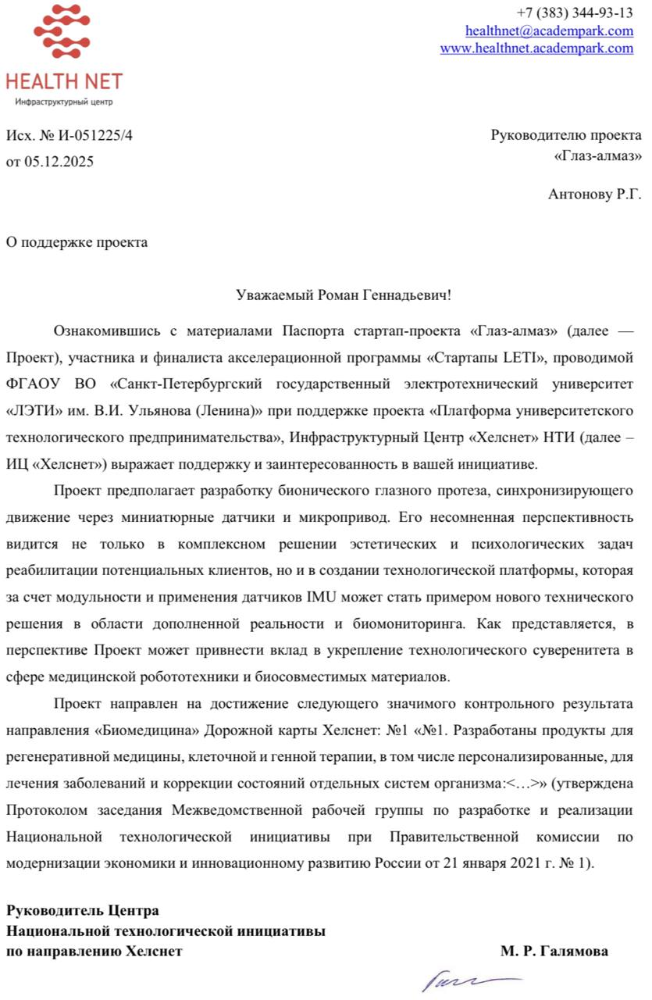 HEALTH NET
Инфраструктурный центр
+7 (383) 344-93-13
healthnet@academpark.com
www.healthnet.academpark.com
Исх. № И-051225/4
от 05.12.2025
Руководителю проекта
«Глаз-алмаз»
Антонову Р.Г.
О поддержке проекта
Уважаемый Роман Геннадьевич!
Ознакомившись с материалами Паспорта стартап-проекта «Глаз-алмаз» (далее —
Проект), участника и финалиста акселерационной программы «Стартапы LETI», проводимой
ФГАОУ ВО «Санкт-Петербургский государственный электротехнический университет
«ЛЭТИ» им. В.И. Ульянова (Ленина)» при поддержке проекта «Платформа университетского
технологического предпринимательства», Инфраструктурный Центр «Хелснет» НТИ (далее –
ИЦ «Хелснет») выражает поддержку и заинтересованность в вашей инициативе.
Проект предполагает разработку бионического глазного протеза, синхронизирующего
движение через миниатюрные датчики и микропривод. Его несомненная перспективность
видится не только в комплексном решении эстетических и психологических задач
реабилитации потенциальных клиентов, но и в создании технологической платформы, которая
за счет модульности и применения датчиков IMU может стать примером нового технического
решения в области дополненной реальности и биомониторинга. Как представляется, в
перспективе Проект может привнести вклад в укрепление технологического суверенитета в
сфере медицинской робототехники и биосовместимых материалов.
Проект направлен на достижение следующего значимого контрольного результата
направления «Биомедицина» Дорожной карты Хелснет: №1 «№1. Разработаны продукты для
регенеративной медицины, клеточной и генной терапии, в том числе персонализированные, для
лечения заболеваний и коррекции состояний отдельных систем организма:<…>» (утверждена
Протоколом заседания Межведомственной рабочей группы по разработке и реализации
Национальной технологической инициативы при Правительственной комиссии по
модернизации экономики и инновационному развитию России от 21 января 2021 г. № 1).
Руководитель Центра
Национальной технологической инициативы
по направлению Хелснет
М. Р. Галямова